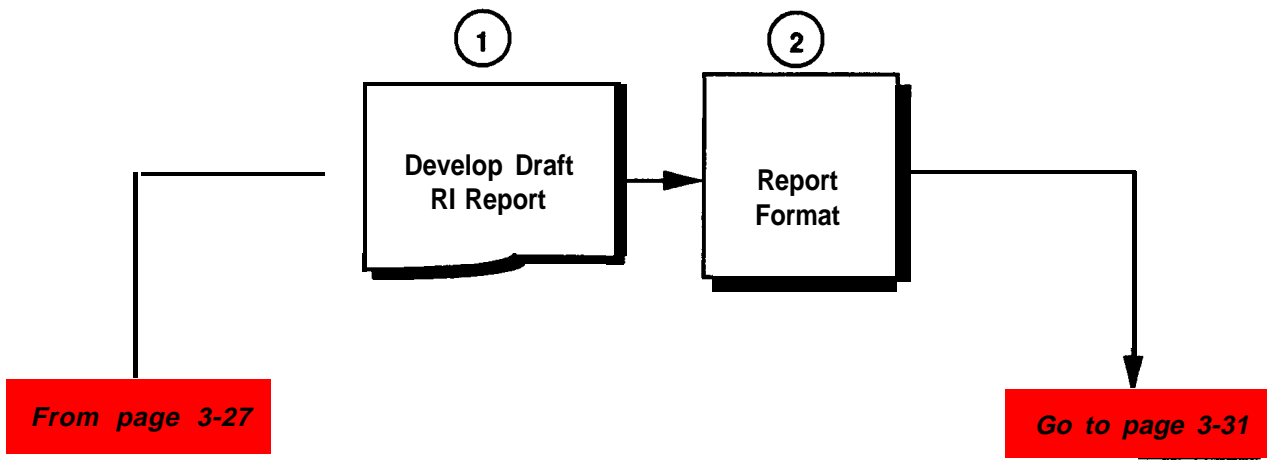 1
2
Develop Draft
RI Report
Report
Format
From page 3-27
Go to page 3-31